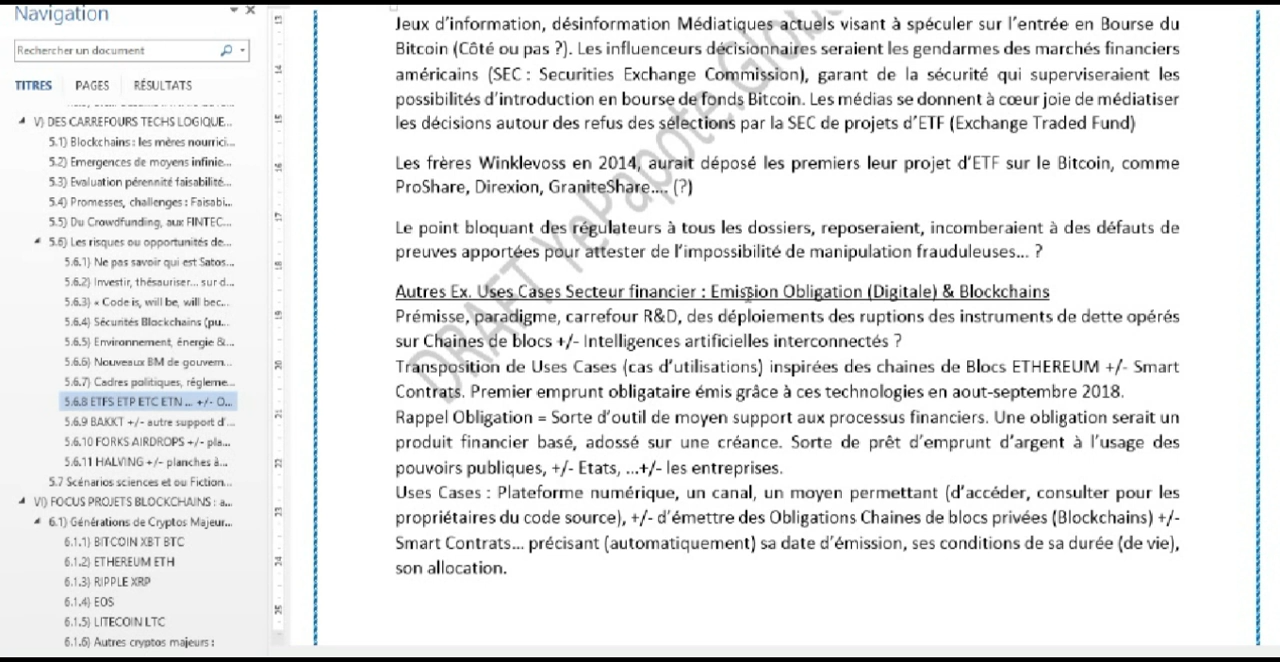 Navigation
Rechercher un document
TITRES PAGES RÉSULTATS
V) DES CARREFOURS TECHS LOGIQUE...
5.1) Blockchains : les mères nourrici...
5.2) Emergences de moyens infinie...
5.3) Evaluation pérennité faisabilité...
5.4) Promesses, challenges : Faisabi...
5.5) Du Crowdfunding, aux FINTEC...
5.6) Les risques ou opportunités de...
5.6.1) Ne pas savoir qui est Satos...
5.6.2) Investir, thésauriser... sur d...
5.6.3) « Code is, will be, will bec...
5.6.4) Sécurités Blockchains (pu...
5.6.5) Environnement, énergie &...
5.6.6) Nouveaux BM de gouvern...
5.6.7) Cadres politiques, régleme...
5.6.8 ETFS ETP ETC ETN ... +/- O...
5.6.9 BAKKT +/- autre support d'...
5.6.10 FORKS AIRDROPS +/- pla...
5.6.11 HALVING +/- planches à...
5.7 Scénarios sciences et ou Fiction...
VI) FOCUS PROJETS BLOCKCHAINS : a...
6.1) Générations de Cryptos Majeur...
6.1.1) BITCOIN XBT BTC
6.1.2) ETHEREUM ETH
6.1.3) RIPPLE XRP
6.1.4) EOS
6.1.5) LITECOIN LTC
6.1.6) Autres cryptos majeurs :
13
14
15
16
17
18
19
20
21
22
23
24
25
Jeux d'information, désinformation Médiatiques actuels visant à spéculer sur l'entrée en Bourse du
Bitcoin (Côté ou pas ?). Les influenceurs décisionnaires seraient les gendarmes des marchés financiers
américains (SEC : Securities Exchange Commission), garant de la sécurité qui superviseraient les
possibilités d'introduction en bourse de fonds Bitcoin. Les médias se donnent à cœur joie de médiatiser
les décisions autour des refus des sélections par la SEC de projets d'ETF (Exchange Traded Fund)
Les frères Winklevoss en 2014, aurait déposé les premiers leur projet d'ETF sur le Bitcoin, comme
ProShare, Direxion, GraniteShare.... (?)
Le point bloquant des régulateurs à tous les dossiers, reposeraient, incomberaient à des défauts de
preuves apportées pour attester de l'impossibilité de manipulation frauduleuses... ?
Autres Ex. Uses Cases Secteur financier : Emission Obligation (Digitale) & Blockchains
Prémisse, paradigme, carrefour R&D, des déploiements des ruptions des instruments de dette opérés
sur Chaines de blocs +/- Intelligences artificielles interconnectés ?
Transposition de Uses Cases (cas d'utilisations) inspirées des chaines de Blocs ETHEREUM +/- Smart
Contrats. Premier emprunt obligataire émis grâce à ces technologies en aout-septembre 2018.
Rappel Obligation = Sorte d'outil de moyen support aux processus financiers. Une obligation serait un
produit financier basé, adossé sur une créance. Sorte de prêt d'emprunt d'argent à l'usage des
pouvoirs publiques, +/- Etats, ...+/- les entreprises.
Uses Cases : Plateforme numérique, un canal, un moyen permettant (d'accéder, consulter pour les
propriétaires du code source), +/- d'émettre des Obligations Chaines de blocs privées (Blockchains) +/-
Smart Contrats... précisant (automatiquement) sa date d'émission, ses conditions de sa durée (de vie),
son allocation.